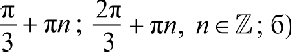 π/3 + πn; 2π/3 + πn, n ∈ ℤ; б)